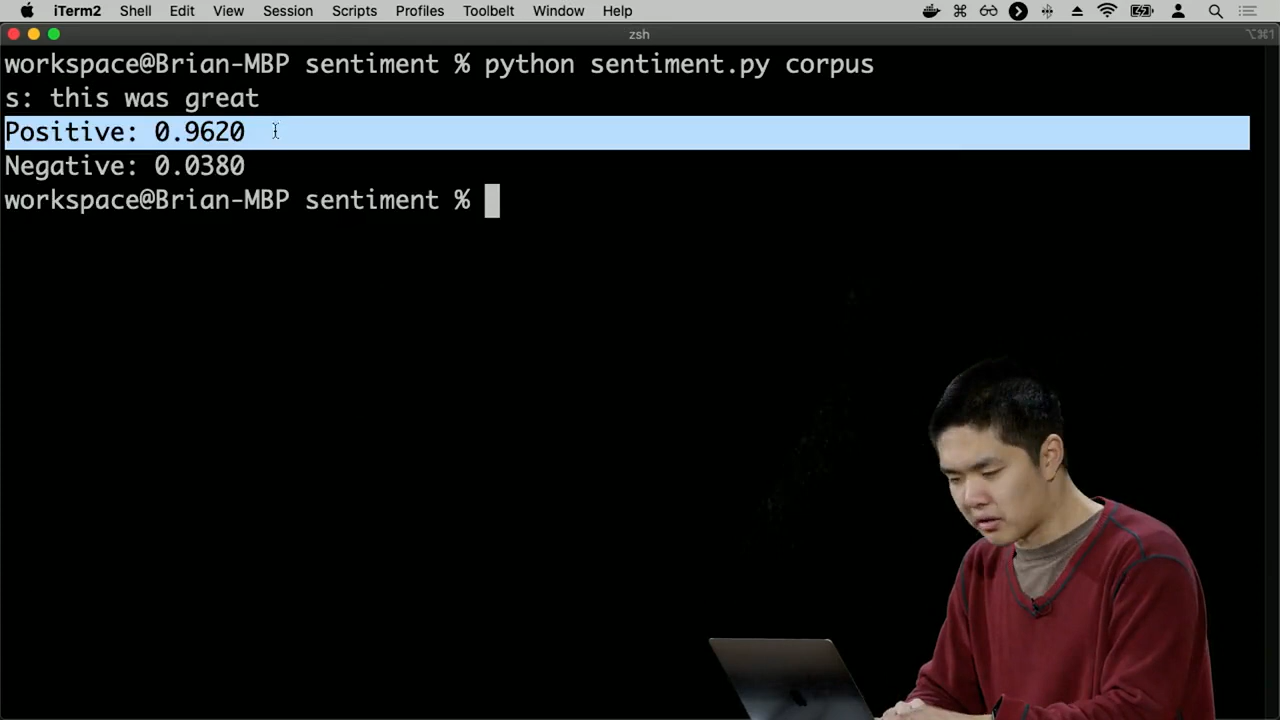 iTerm2 Shell Edit View Session Scripts Profiles Toolbelt Window Help
zsh
⌥⌘1
workspace@Brian-MBP sentiment % python sentiment.py corpus
s: this was great
Positive: 0.9620
Negative: 0.0380
workspace@Brian-MBP sentiment %